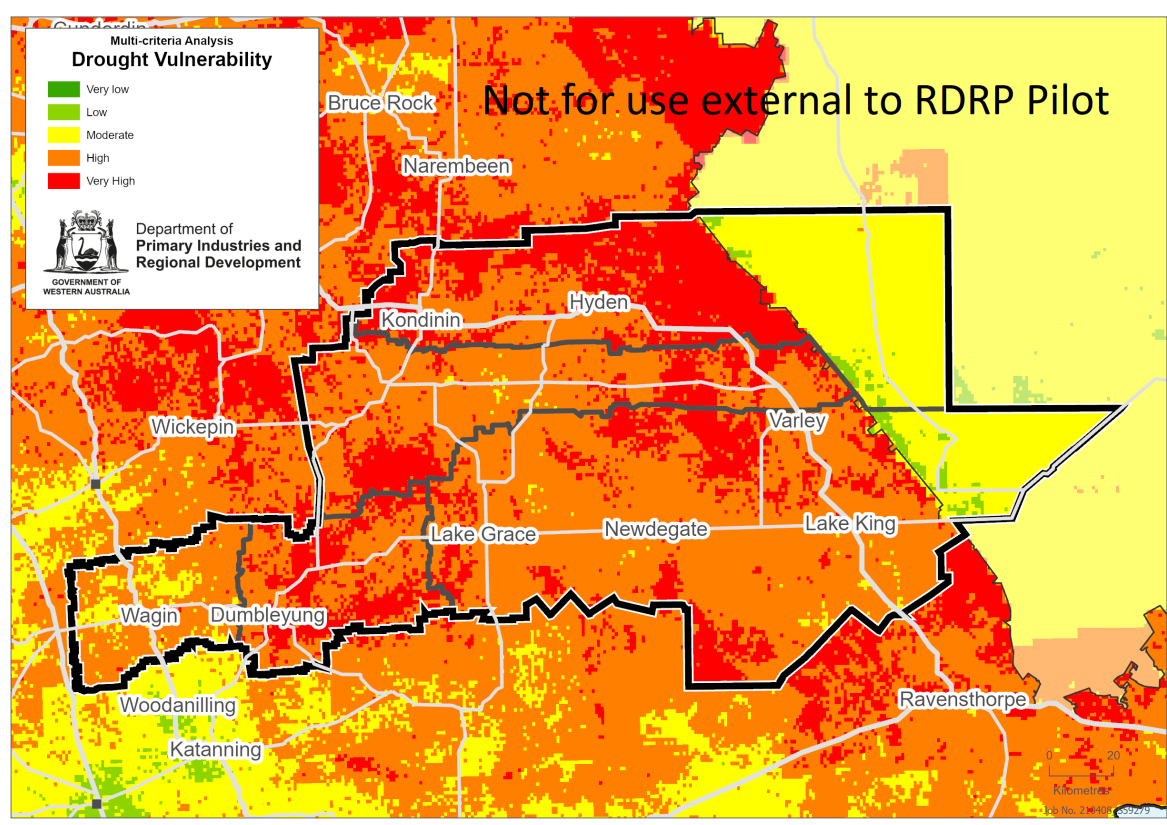 Gunderdin
Multi-criteria Analysis
Drought Vulnerability
Very low
Low
Moderate
High
Very High
Department of
Primary Industries and
Regional Development
GOVERNMENT OF
WESTERN AUSTRALIA
Not for use external to RDRP Pilot
Bruce Rock
Narembeen
Hyden
Kondinin
Wickepin
Varley
Lake Grace
Newdegate
Lake King
Wagin
Dumbleyung
Woodanilling
Ravensthorpe
Katanning
0 20
Kilometres